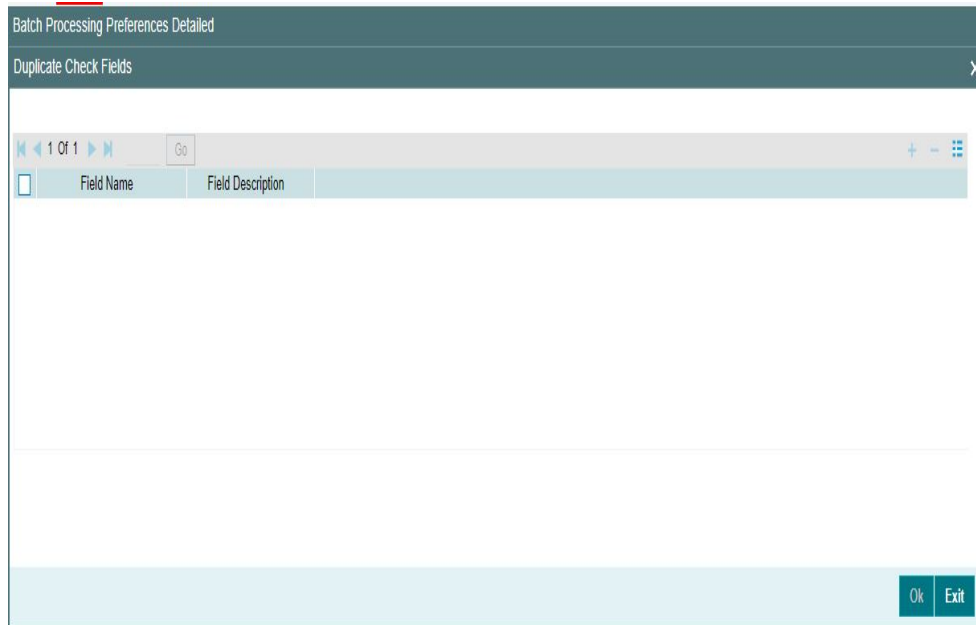 Batch Processing Preferences Detailed
Duplicate Check Fields
1 Of 1 Go
Field Name Field Description
Ok Exit